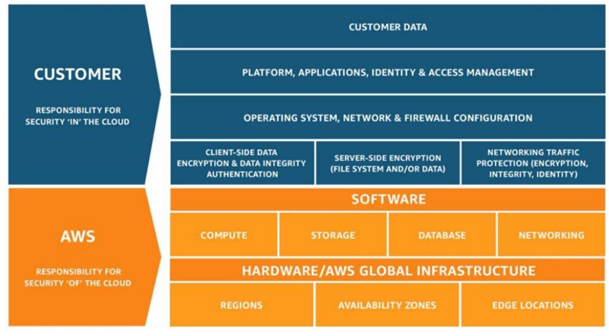 CUSTOMER
RESPONSIBILITY FOR
SECURITY 'IN' THE CLOUD
CUSTOMER DATA
PLATFORM, APPLICATIONS, IDENTITY & ACCESS MANAGEMENT
OPERATING SYSTEM, NETWORK & FIREWALL CONFIGURATION
CLIENT-SIDE DATA
ENCRYPTION & DATA INTEGRITY
AUTHENTICATION
SERVER-SIDE ENCRYPTION
(FILE SYSTEM AND/OR DATA)
NETWORKING TRAFFIC
PROTECTION (ENCRYPTION,
INTEGRITY, IDENTITY)
AWS
RESPONSIBILITY FOR
SECURITY 'OF' THE CLOUD
SOFTWARE
COMPUTE
STORAGE
DATABASE
NETWORKING
HARDWARE/AWS GLOBAL INFRASTRUCTURE
REGIONS
AVAILABILITY ZONES
EDGE LOCATIONS